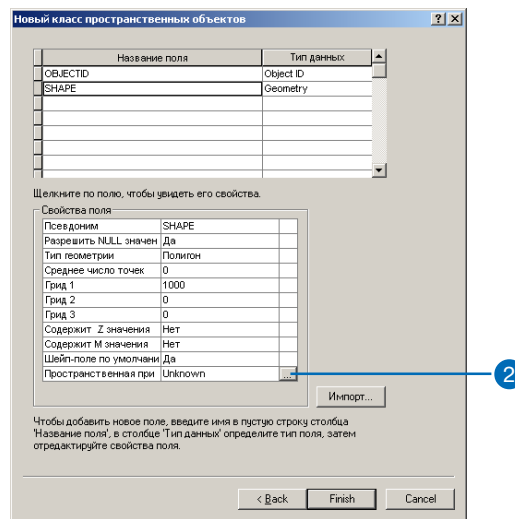 Новый класс пространственных объектов
Название поля Тип данных
OBJECTID Object ID
SHAPE Geometry
Щелкните по полю, чтобы увидеть его свойства.
Свойства поля
Псевдоним SHAPE
Разрешить NULL значен Да
Тип геометрии Полигон
Среднее число точек 0
Грид 1 1000
Грид 2 0
Грид 3 0
Содержит Z значения Нет
Содержит M значения Нет
Шейп-поле по умолчани Да
Пространственная при Unknown ...
2
Импорт...
Чтобы добавить новое поле, введите имя в пустую строку столбца
'Название поля', в столбце 'Тип данных' определите тип поля, затем
отредактируйте свойства поля.
< Back Finish Cancel